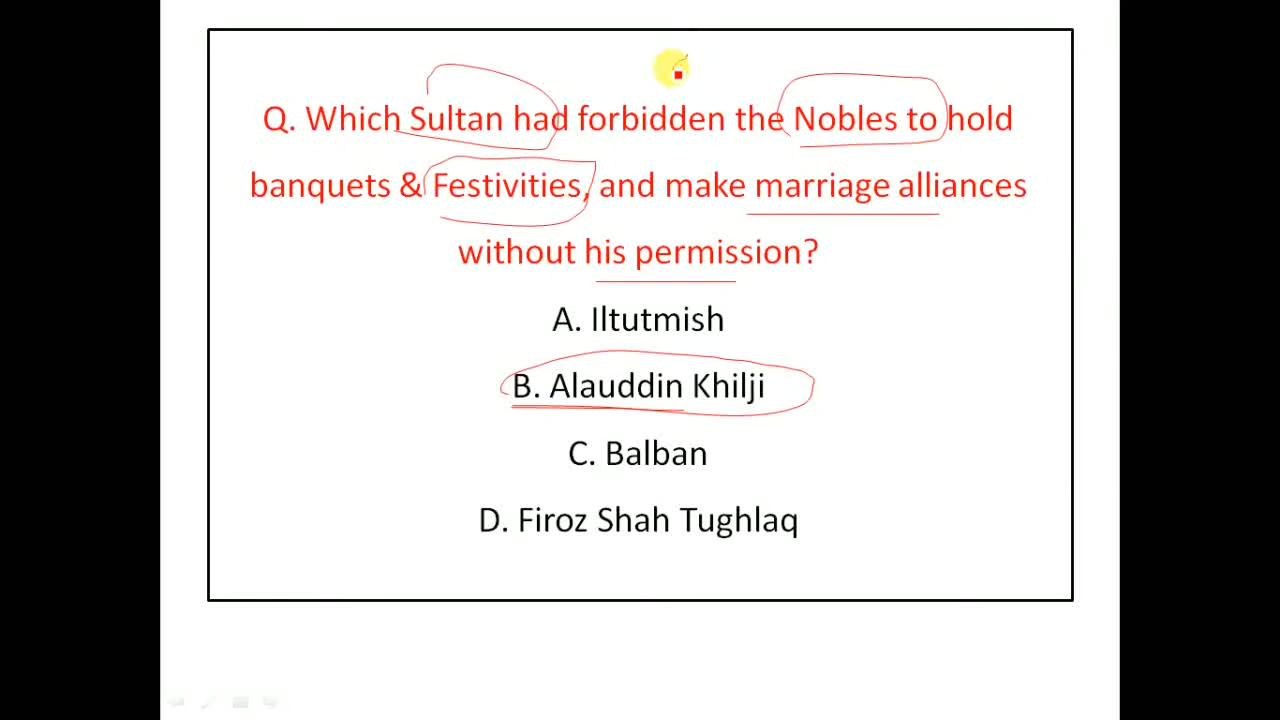 Q. Which Sultan had forbidden the Nobles to hold
banquets & Festivities, and make marriage alliances
without his permission?
A. Iltutmish
B. Alauddin Khilji
C. Balban
D. Firoz Shah Tughlaq